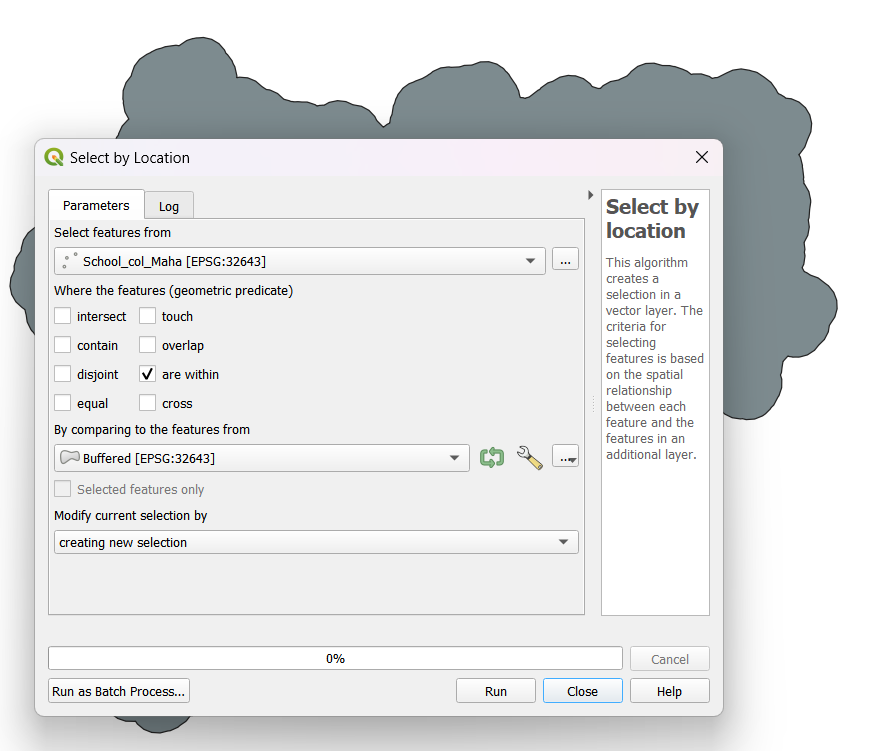 Select by Location
Parameters
Log
Select features from
School_col_Maha [EPSG:32643]
...
Where the features (geometric predicate)
intersect
touch
contain
overlap
disjoint
are within
equal
cross
By comparing to the features from
Buffered [EPSG:32643]
...
Selected features only
Modify current selection by
creating new selection
Select by
location
This algorithm
creates a
selection in a
vector layer. The
criteria for
selecting
features is based
on the spatial
relationship
between each
feature and the
features in an
additional layer.
0%
Cancel
Run as Batch Process...
Run
Close
Help